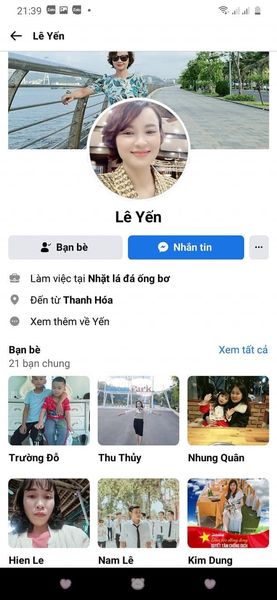 21:39
Lê Yến
Lê Yến
Bạn bè
Nhắn tin
Làm việc tại Nhặt lá đá ống bơ
Đến từ Thanh Hóa
Xem thêm về Yến
Bạn bè
Xem tất cả
21 bạn chung
Trường Đỗ
Thu Thủy
Nhung Quân
Hien Le
Nam Lê
Kim Dung